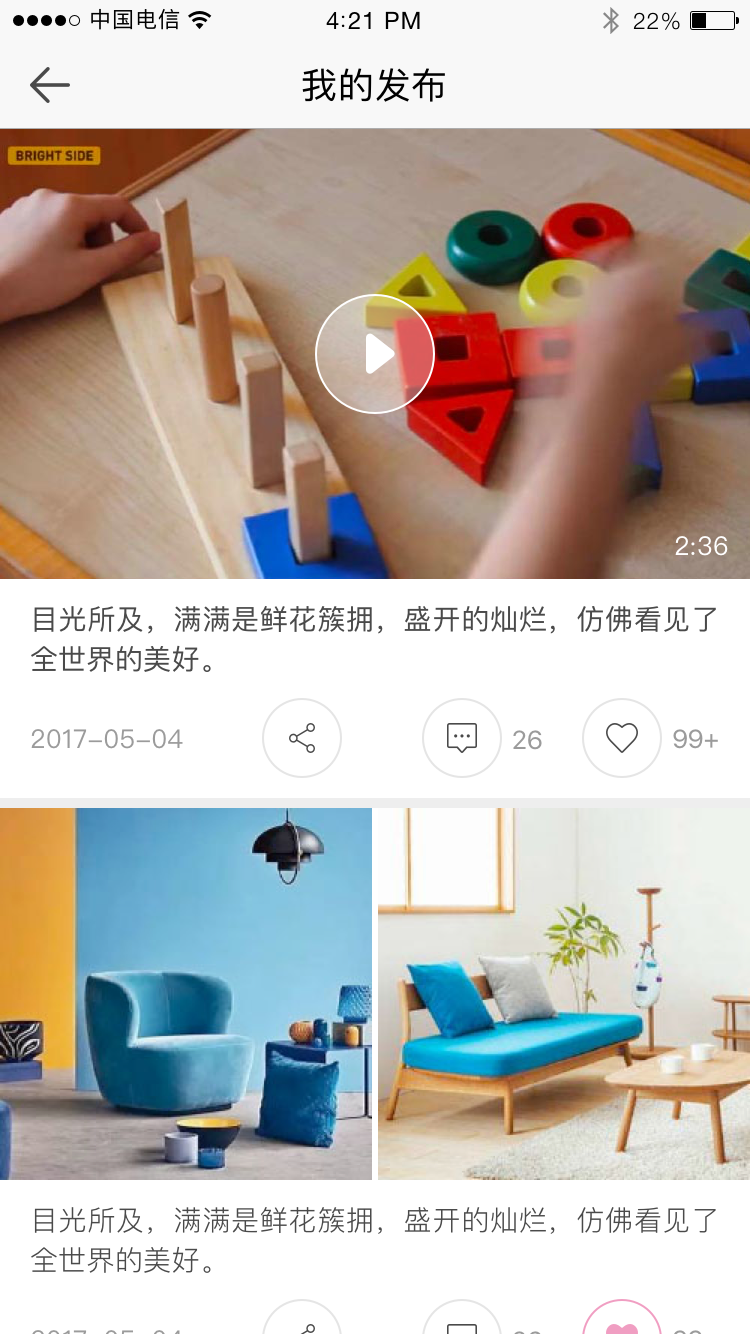 中国电信 4:21 PM 22%
我的发布
BRIGHT SIDE
2:36
目光所及，满满是鲜花簇拥，盛开的灿烂，仿佛看见了
全世界的美好。
2017-05-04 26 99+
目光所及，满满是鲜花簇拥，盛开的灿烂，仿佛看见了
全世界的美好。
2017-05-04